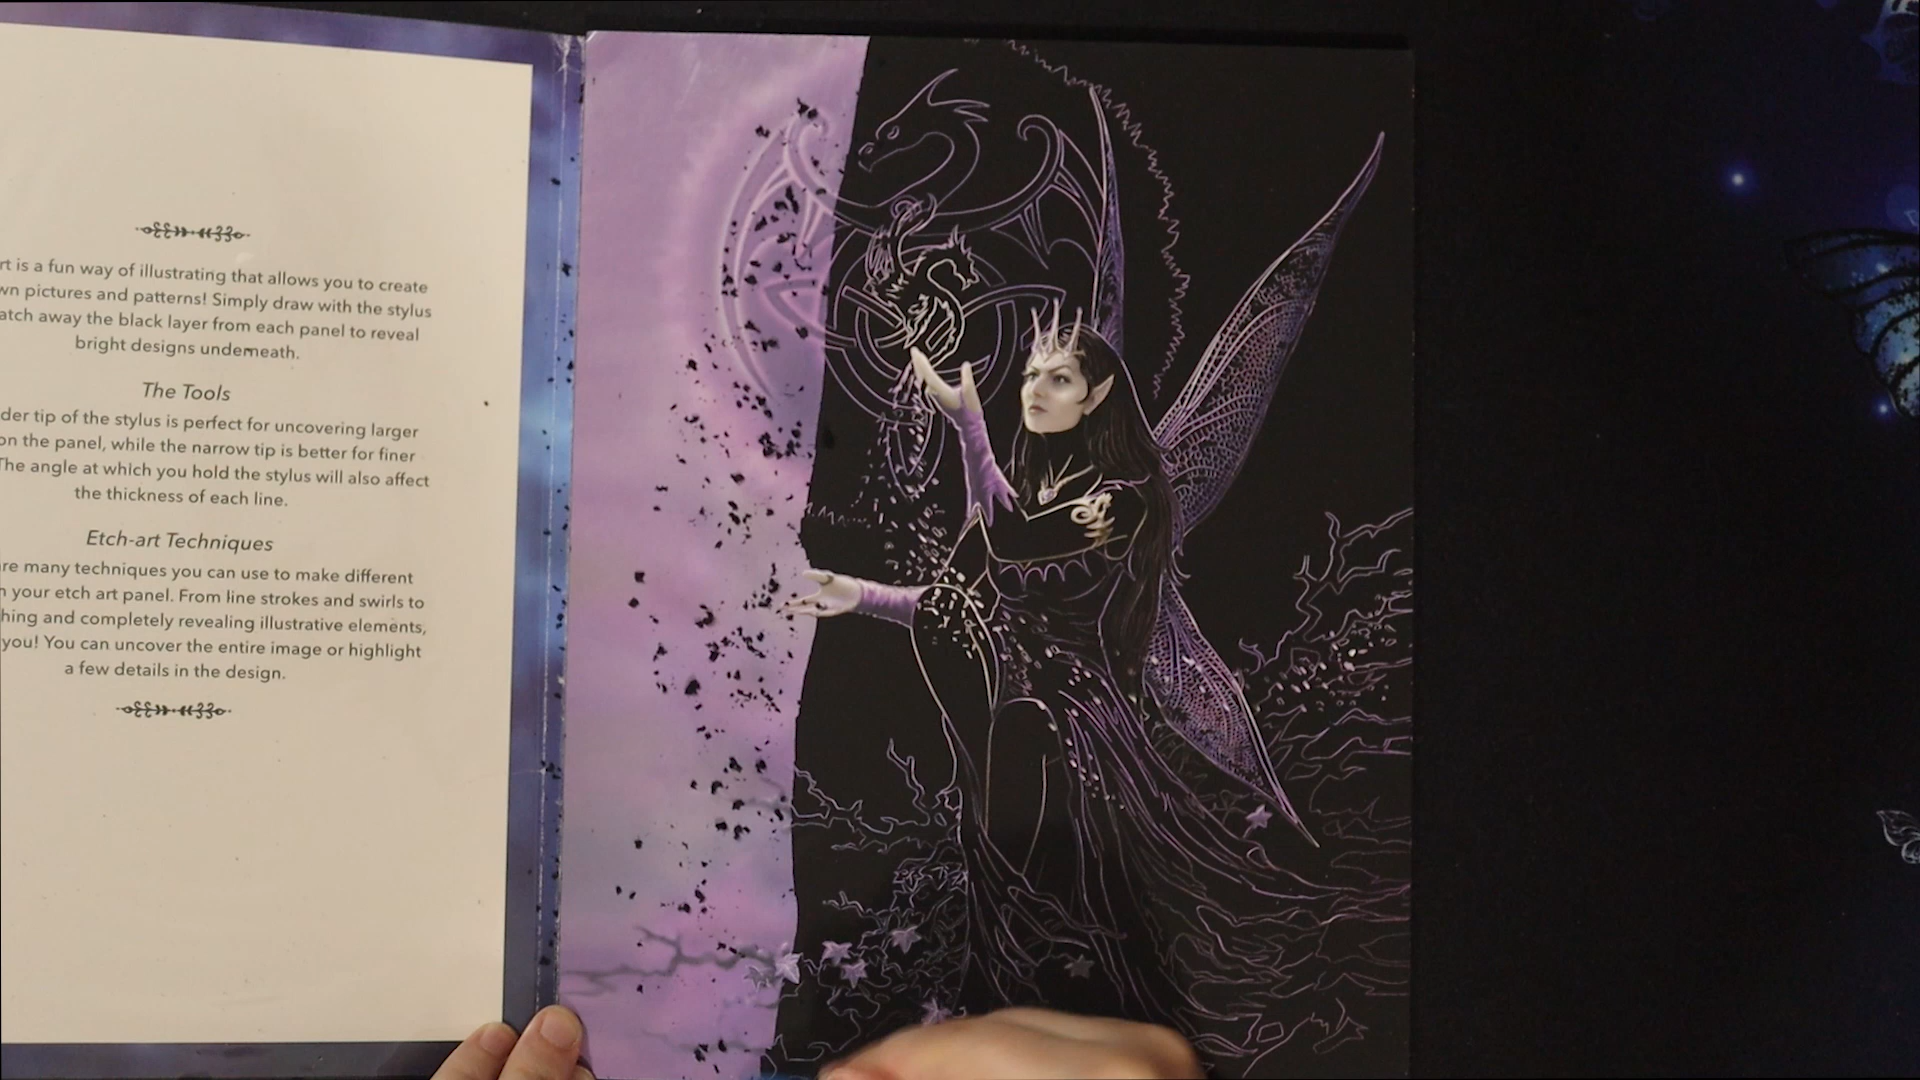 rt is a fun way of illustrating that allows you to create
wn pictures and patterns! Simply draw with the stylus
atch away the black layer from each panel to reveal
bright designs underneath.
The Tools
der tip of the stylus is perfect for uncovering larger
on the panel, while the narrow tip is better for finer
The angle at which you hold the stylus will also affect
the thickness of each line.
Etch-art Techniques
re many techniques you can use to make different
n your etch art panel. From line strokes and swirls to
hing and completely revealing illustrative elements,
you! You can uncover the entire image or highlight
a few details in the design.